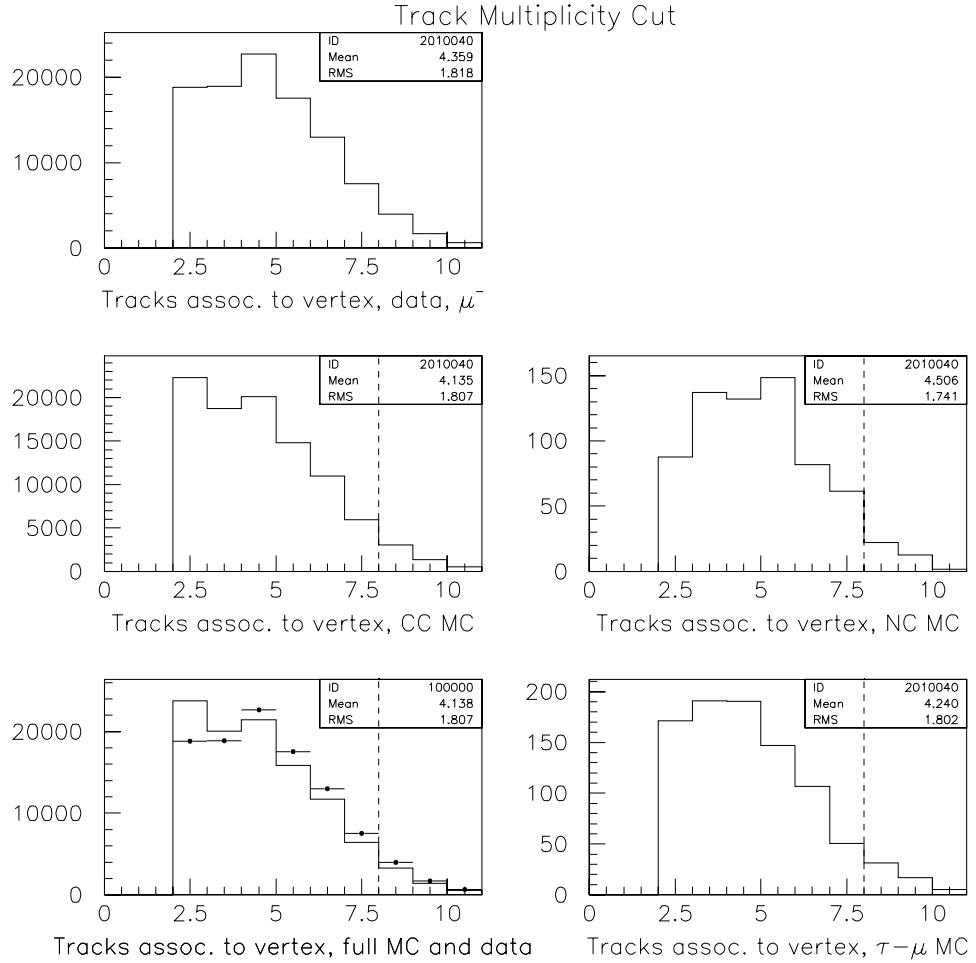 Track Multiplicity Cut
ID 2010040
Mean 4.359
RMS 1.818
20000
10000
0
0 2.5 5 7.5 10
Tracks assoc. to vertex, data, μ⁻
ID 2010040
Mean 4.135
RMS 1.807
20000
15000
10000
5000
0
0 2.5 5 7.5 10
Tracks assoc. to vertex, CC MC
ID 2010040
Mean 4.506
RMS 1.741
150
100
50
0
0 2.5 5 7.5 10
Tracks assoc. to vertex, NC MC
ID 100000
Mean 4.138
RMS 1.807
20000
10000
0
0 2.5 5 7.5 10
Tracks assoc. to vertex, full MC and data
ID 2010040
Mean 4.240
RMS 1.802
200
150
100
50
0
0 2.5 5 7.5 10
Tracks assoc. to vertex, τ−μ MC